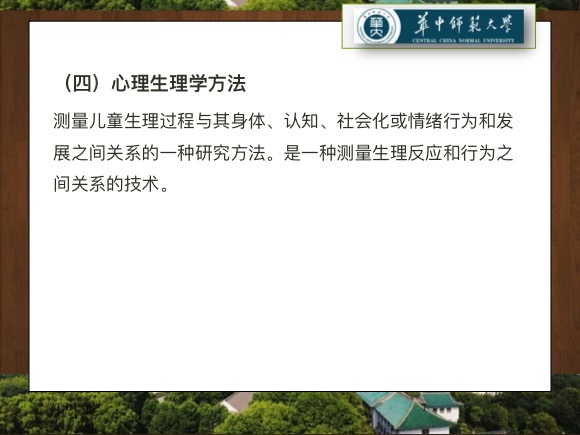 華中師範大學
CENTRAL CHINA NORMAL UNIVERSITY
（四）心理生理学方法
测量儿童生理过程与其身体、认知、社会化或情绪行为和发
展之间关系的一种研究方法。是一种测量生理反应和行为之
间关系的技术。